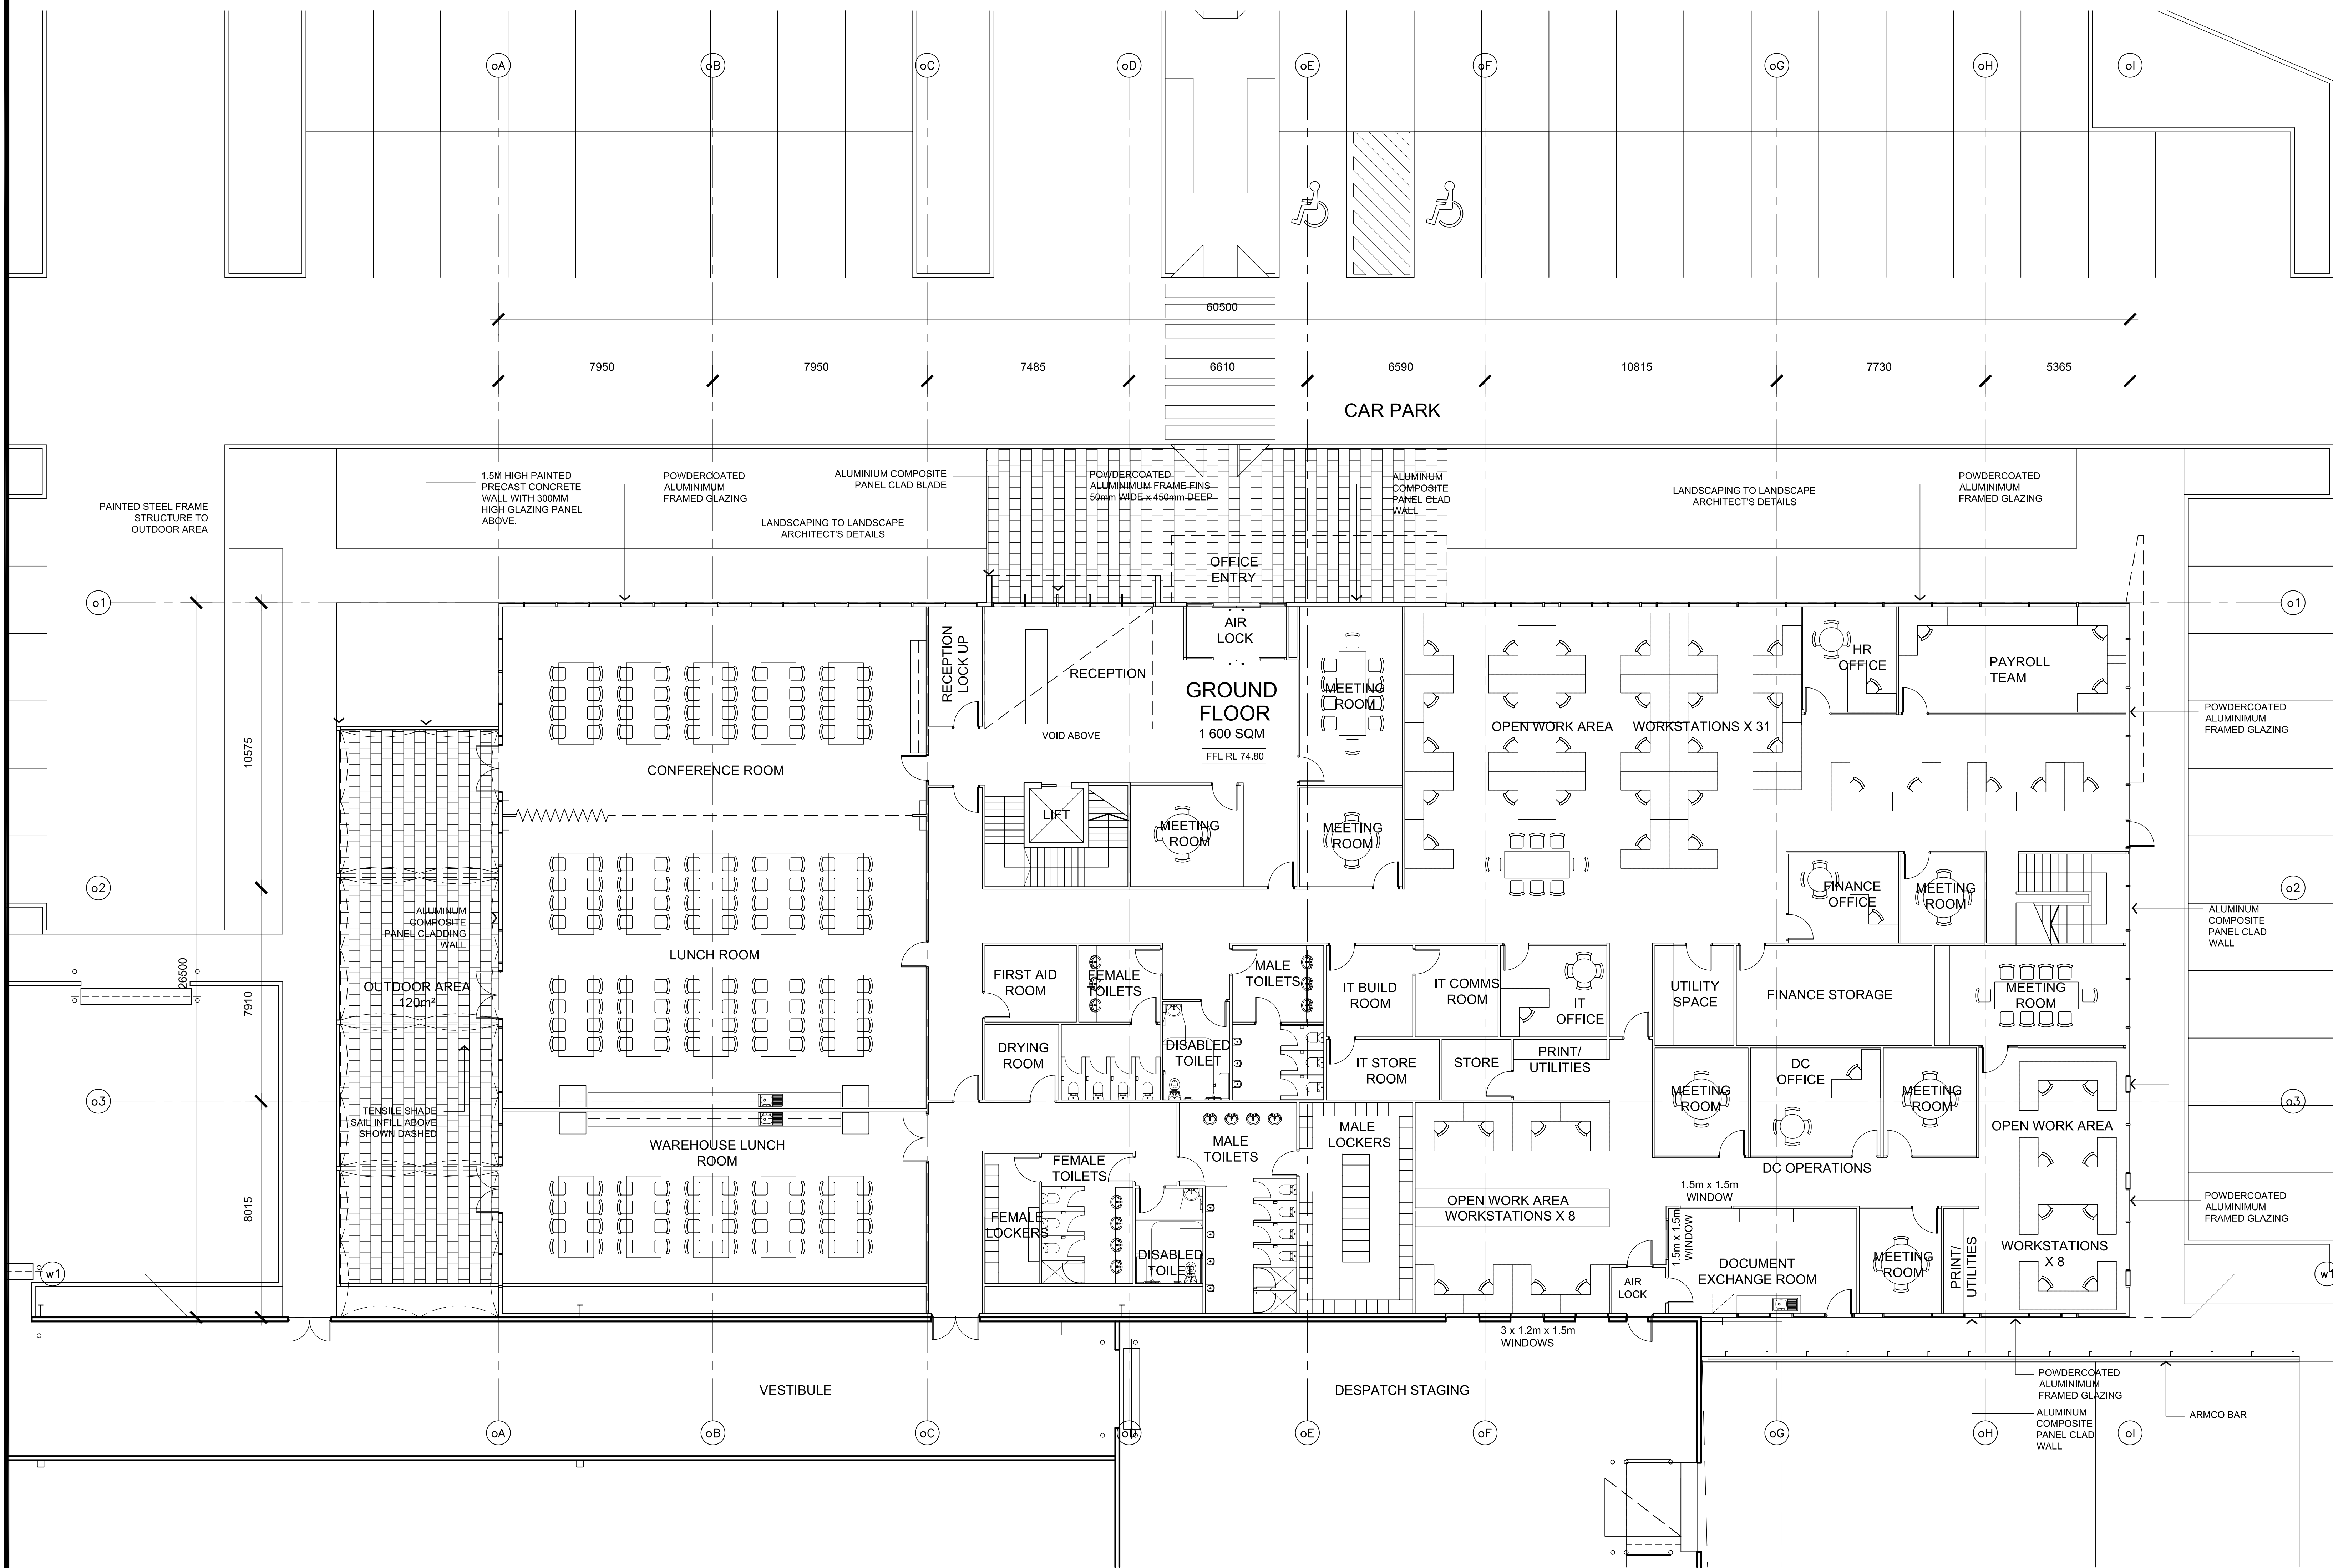 oA
oB
oC
oD
oE
oF
oG
oH
oI
60500
7950
7950
7485
6610
6590
10815
7730
5365
CAR PARK
PAINTED STEEL FRAME
STRUCTURE TO
OUTDOOR AREA
1.5M HIGH PAINTED
PRECAST CONCRETE
WALL WITH 300MM
HIGH GLAZING PANEL
ABOVE.
POWDERCOATED
ALUMINIMUM
FRAMED GLAZING
LANDSCAPING TO LANDSCAPE
ARCHITECT'S DETAILS
ALUMINIUM COMPOSITE
PANEL CLAD BLADE
POWDERCOATED
ALUMINIMUM FRAME FINS
50mm WIDE x 450mm DEEP
ALUMINUM
COMPOSITE
PANEL CLAD
WALL
LANDSCAPING TO LANDSCAPE
ARCHITECT'S DETAILS
POWDERCOATED
ALUMINIMUM
FRAMED GLAZING
OFFICE
ENTRY
o1
o1
AIR
LOCK
RECEPTION
LOCK UP
RECEPTION
VOID ABOVE
GROUND
FLOOR
1 600 SQM
FFL RL 74.80
MEETING
ROOM
OPEN WORK AREA
WORKSTATIONS X 31
HR
OFFICE
PAYROLL
TEAM
POWDERCOATED
ALUMINIMUM
FRAMED GLAZING
10575
CONFERENCE ROOM
LIFT
MEETING
ROOM
MEETING
ROOM
o2
o2
FINANCE
OFFICE
MEETING
ROOM
ALUMINUM
COMPOSITE
PANEL CLADDING
WALL
ALUMINUM
COMPOSITE
PANEL CLAD
WALL
LUNCH ROOM
26500
7910
OUTDOOR AREA
120m²
FIRST AID
ROOM
FEMALE
TOILETS
MALE
TOILETS
IT BUILD
ROOM
IT COMMS
ROOM
IT
OFFICE
UTILITY
SPACE
FINANCE STORAGE
MEETING
ROOM
DRYING
ROOM
DISABLED
TOILET
IT STORE
ROOM
STORE
PRINT/
UTILITIES
MEETING
ROOM
DC
OFFICE
MEETING
ROOM
o3
o3
TENSILE SHADE
SAIL INFILL ABOVE
SHOWN DASHED
WAREHOUSE LUNCH
ROOM
MALE
TOILETS
MALE
LOCKERS
OPEN WORK AREA
DC OPERATIONS
FEMALE
TOILETS
1.5m x 1.5m
WINDOW
8015
FEMALE
LOCKERS
OPEN WORK AREA
WORKSTATIONS X 8
1.5m x 1.5m
WINDOW
POWDERCOATED
ALUMINIMUM
FRAMED GLAZING
DISABLED
TOILET
DOCUMENT
EXCHANGE ROOM
MEETING
ROOM
PRINT/
UTILITIES
WORKSTATIONS
X 8
AIR
LOCK
w1
w1
3 x 1.2m x 1.5m
WINDOWS
VESTIBULE
DESPATCH STAGING
POWDERCOATED
ALUMINIMUM
FRAMED GLAZING
ALUMINUM
COMPOSITE
PANEL CLAD
WALL
ARMCO BAR
oA
oB
oC
oD
oE
oF
oG
oH
oI